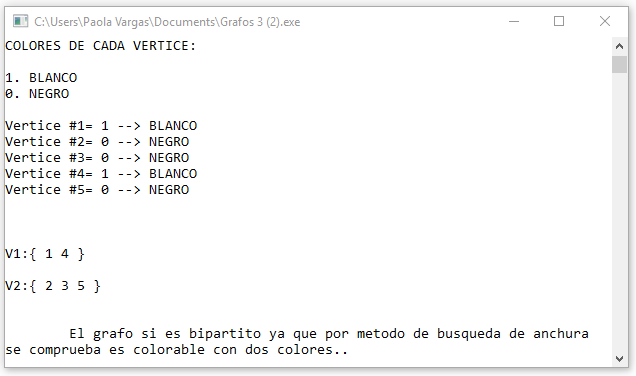 C:\Users\Paola Vargas\Documents\Grafos 3 (2).exe
COLORES DE CADA VERTICE:
1. BLANCO
0. NEGRO
Vertice #1= 1 --> BLANCO
Vertice #2= 0 --> NEGRO
Vertice #3= 0 --> NEGRO
Vertice #4= 1 --> BLANCO
Vertice #5= 0 --> NEGRO
V1:{ 1 4 }
V2:{ 2 3 5 }
El grafo si es bipartito ya que por metodo de busqueda de anchura
se comprueba es colorable con dos colores..